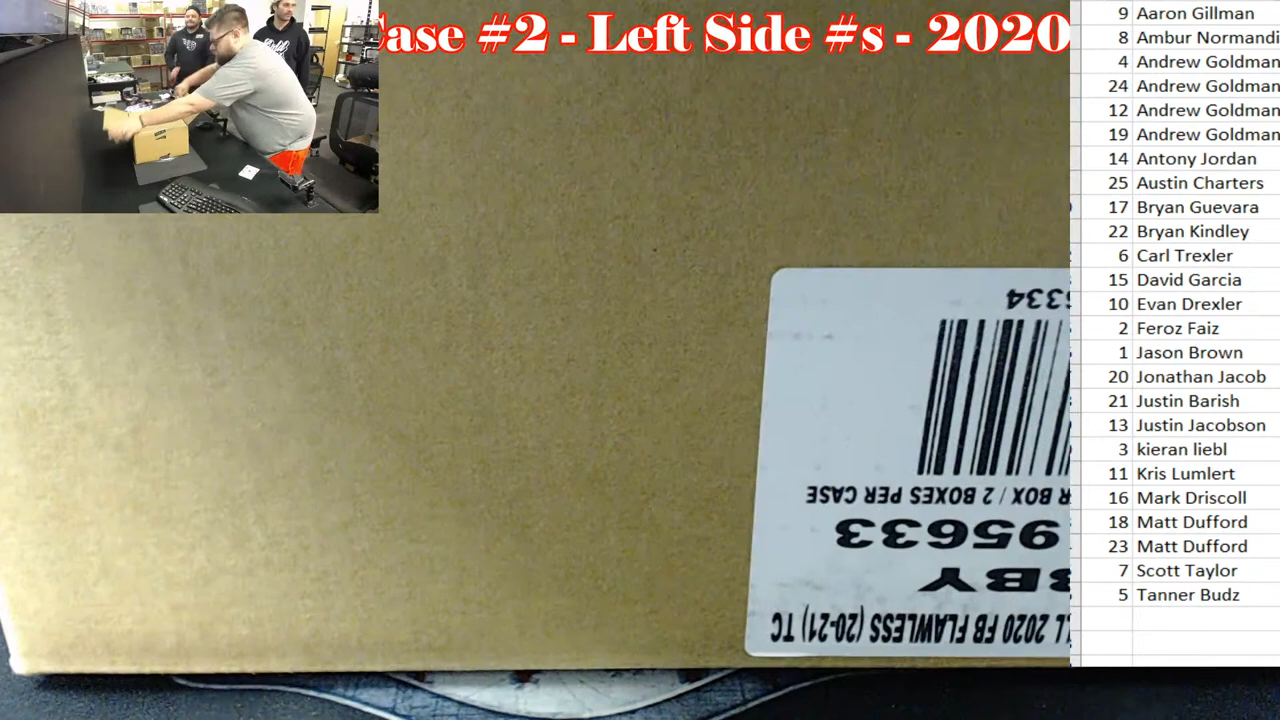 Case #2 - Left Side #s - 2020
9 Aaron Gillman
8 Ambur Normandi
4 Andrew Goldman
24 Andrew Goldman
12 Andrew Goldman
19 Andrew Goldman
14 Antony Jordan
25 Austin Charters
17 Bryan Guevara
22 Bryan Kindley
6 Carl Trexler
15 David Garcia
10 Evan Drexler
2 Feroz Faiz
1 Jason Brown
20 Jonathan Jacob
21 Justin Barish
13 Justin Jacobson
3 kieran liebl
11 Kris Lumlert
16 Mark Driscoll
18 Matt Dufford
23 Matt Dufford
7 Scott Taylor
5 Tanner Budz
LL 2020 FB FLAWLESS (20-21) TC
BBY
95633
R BOX / 2 BOXES PER CASE
5334